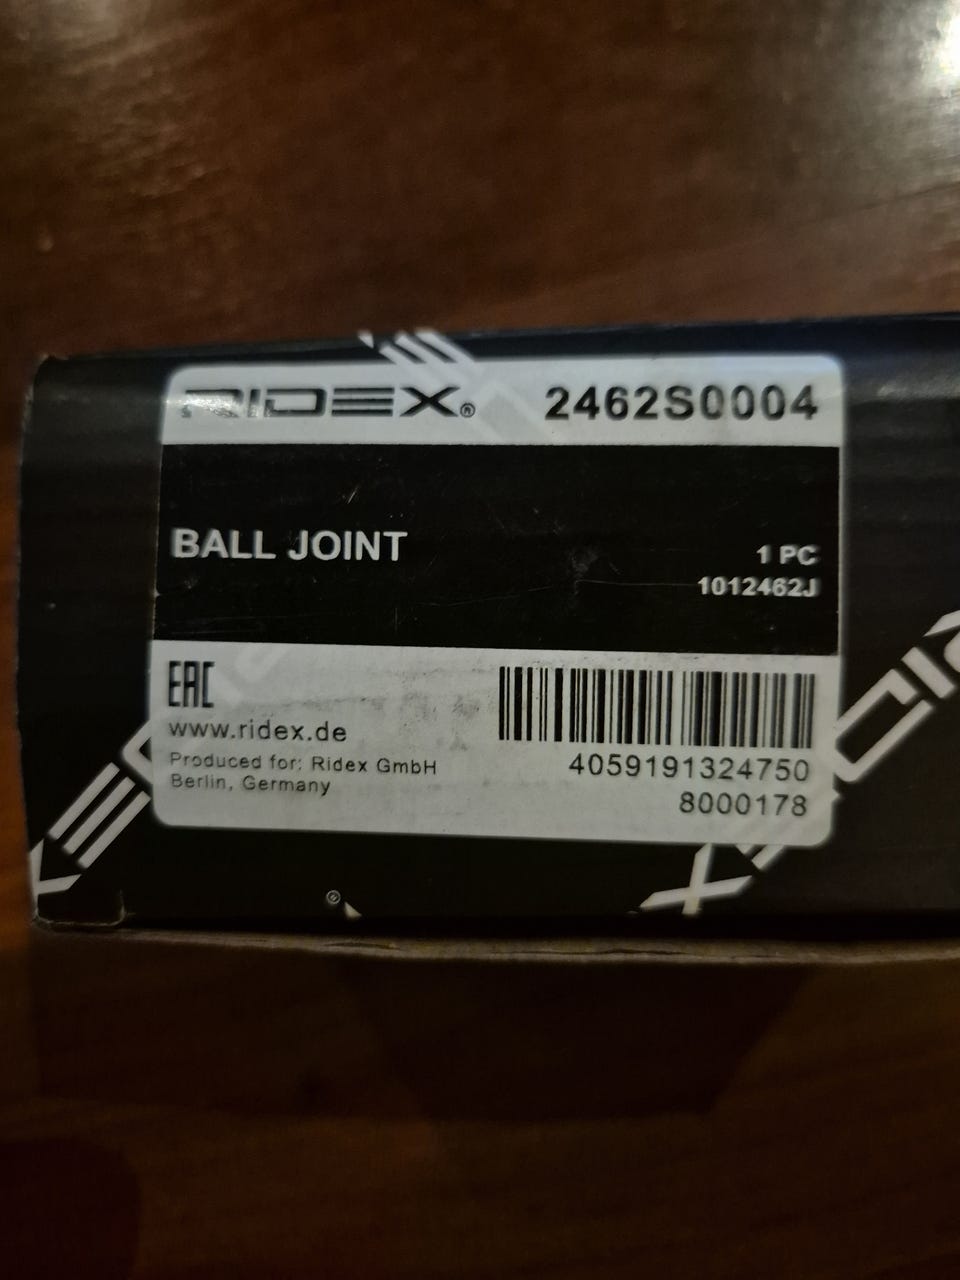 RIDEX® 2462S0004
BALL JOINT
1 PC
1012462J
EAC
www.ridex.de
Produced for: Ridex GmbH
Berlin, Germany
4059191324750
8000178